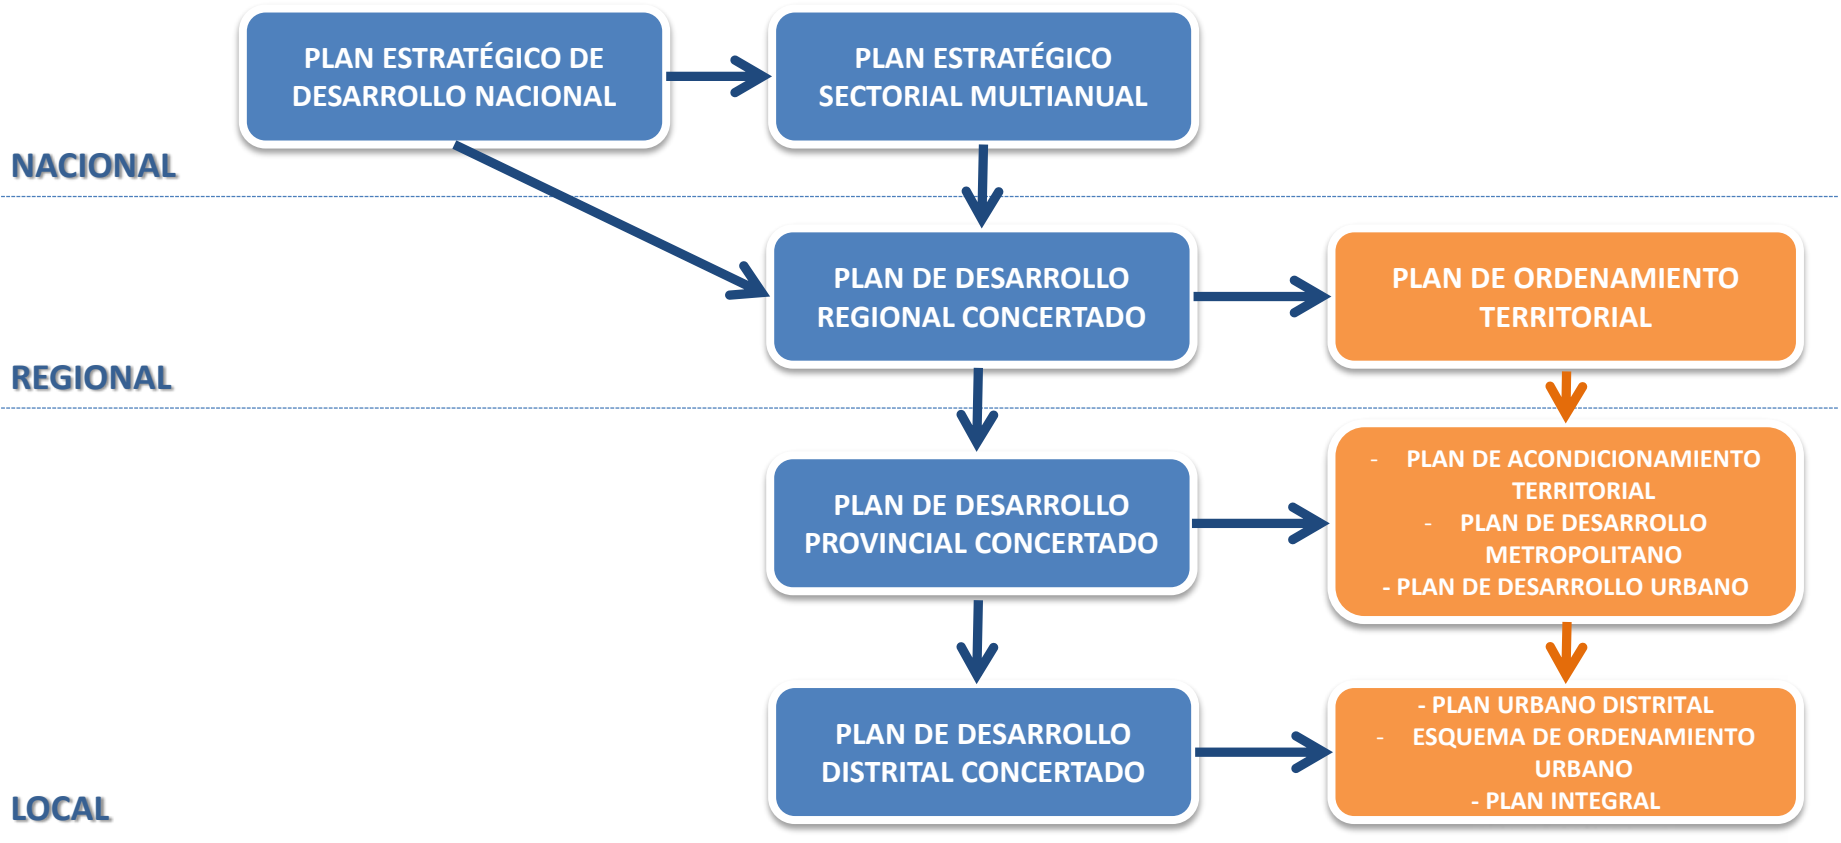 PLAN ESTRATÉGICO DE
DESARROLLO NACIONAL
PLAN ESTRATÉGICO
SECTORIAL MULTIANUAL
NACIONAL
PLAN DE DESARROLLO
REGIONAL CONCERTADO
PLAN DE ORDENAMIENTO
TERRITORIAL
REGIONAL
PLAN DE DESARROLLO
PROVINCIAL CONCERTADO
- PLAN DE ACONDICIONAMIENTO
TERRITORIAL
- PLAN DE DESARROLLO
METROPOLITANO
- PLAN DE DESARROLLO URBANO
PLAN DE DESARROLLO
DISTRITAL CONCERTADO
- PLAN URBANO DISTRITAL
- ESQUEMA DE ORDENAMIENTO
URBANO
- PLAN INTEGRAL
LOCAL